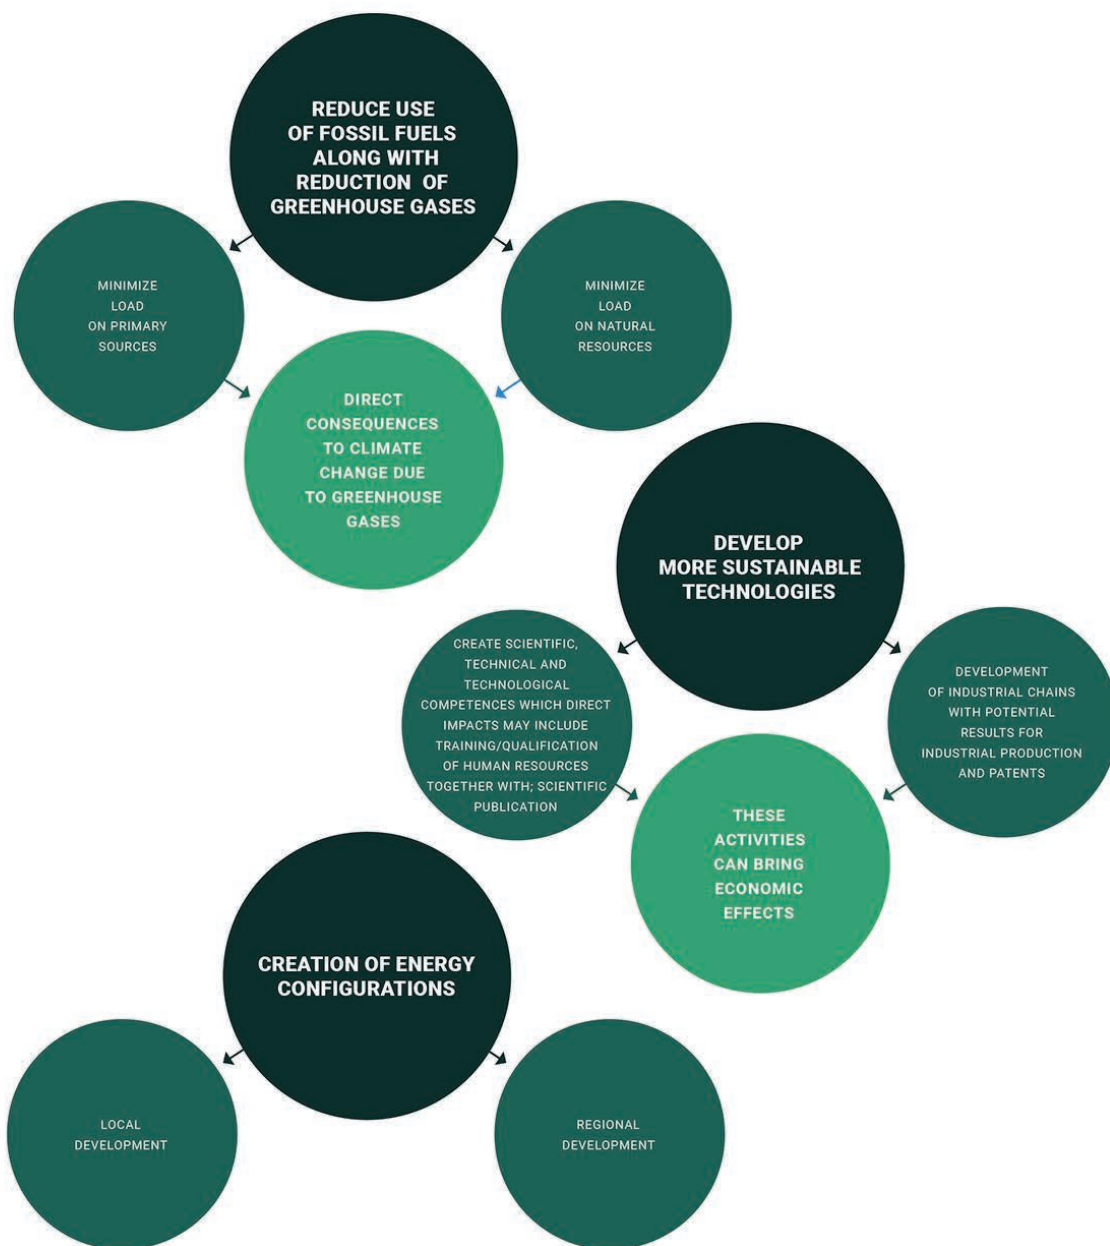 REDUCE USE
OF FOSSIL FUELS
ALONG WITH
REDUCTION OF
GREENHOUSE GASES
MINIMIZE
LOAD
ON PRIMARY
SOURCES
MINIMIZE
LOAD
ON NATURAL
RESOURCES
DIRECT
CONSEQUENCES
TO CLIMATE
CHANGE DUE
TO GREENHOUSE
GASES
DEVELOP
MORE SUSTAINABLE
TECHNOLOGIES
CREATE SCIENTIFIC,
TECHNICAL AND
TECHNOLOGICAL
COMPETENCES WHICH DIRECT
IMPACTS MAY INCLUDE
TRAINING/QUALIFICATION
OF HUMAN RESOURCES
TOGETHER WITH; SCIENTIFIC
PUBLICATION
DEVELOPMENT
OF INDUSTRIAL CHAINS
WITH POTENTIAL
RESULTS FOR
INDUSTRIAL PRODUCTION
AND PATENTS
THESE
ACTIVITIES
CAN BRING
ECONOMIC
EFFECTS
CREATION OF ENERGY
CONFIGURATIONS
LOCAL
DEVELOPMENT
REGIONAL
DEVELOPMENT